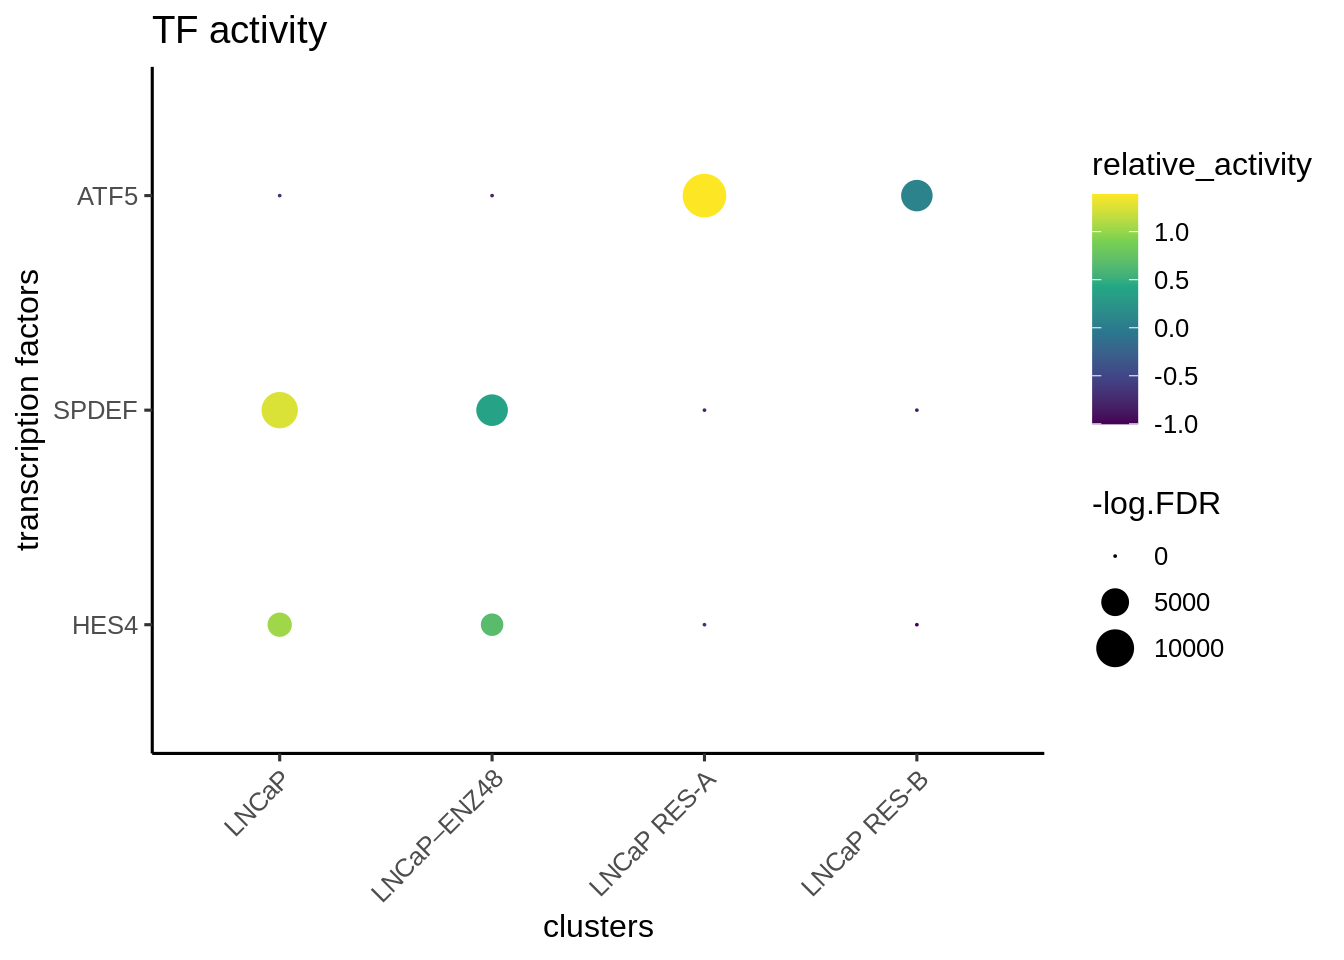 TF activity
transcription factors
ATF5
SPDEF
HES4
LNCaP
LNCaP–ENZ48
LNCaP RES-A
LNCaP RES-B
clusters
relative_activity
1.0
0.5
0.0
-0.5
-1.0
-log.FDR
0
5000
10000